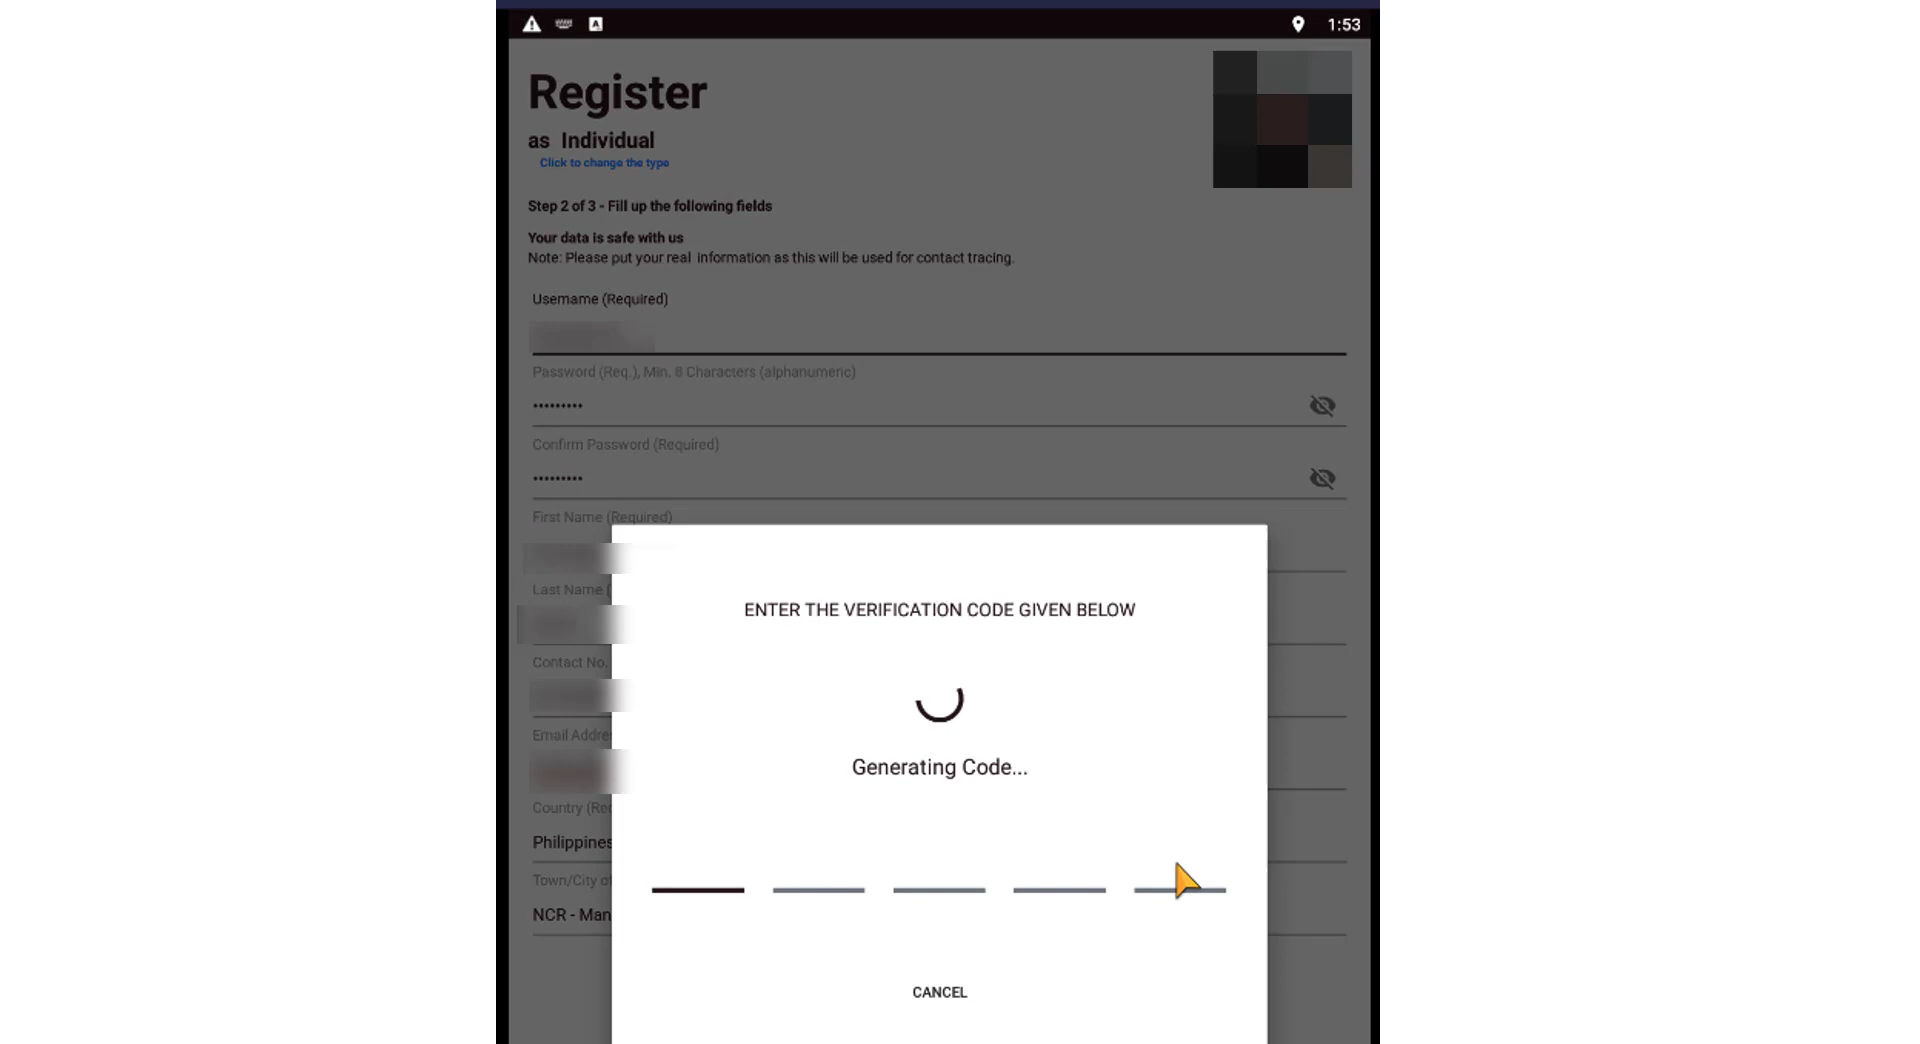 1:53
Register
as Individual
Click to change the type
Step 2 of 3 - Fill up the following fields
Your data is safe with us
Note: Please put your real information as this will be used for contact tracing.
Username (Required)
Password (Req.), Min. 8 Characters (alphanumeric)
•••••••••
Confirm Password (Required)
•••••••••
First Name (Required)
Last Name (
Contact No.
Email Addre
Country (Re
Philippines
Town/City of
NCR - Man
ENTER THE VERIFICATION CODE GIVEN BELOW
Generating Code...
CANCEL